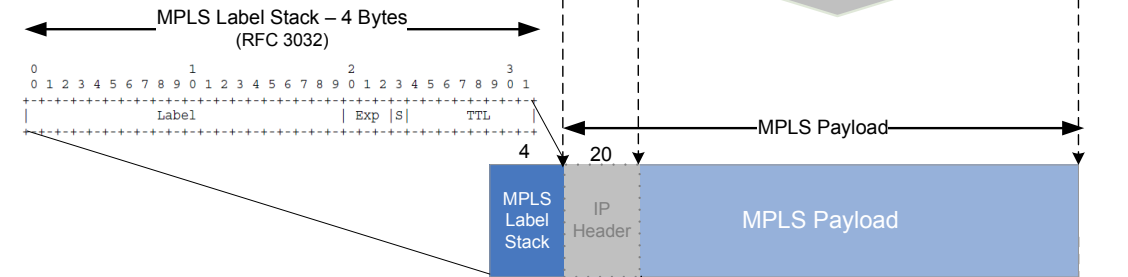 MPLS Label Stack – 4 Bytes
(RFC 3032)
0                   1                   2                   3
0 1 2 3 4 5 6 7 8 9 0 1 2 3 4 5 6 7 8 9 0 1 2 3 4 5 6 7 8 9 0 1
+-+-+-+-+-+-+-+-+-+-+-+-+-+-+-+-+-+-+-+-+-+-+-+-+-+-+-+-+-+-+-+-+
| Label | Exp |S| TTL |
+-+-+-+-+-+-+-+-+-+-+-+-+-+-+-+-+-+-+-+-+-+-+-+-+-+-+-+-+-+-+-+-+
MPLS Payload
4
20
MPLS
Label
Stack
IP
Header
MPLS Payload